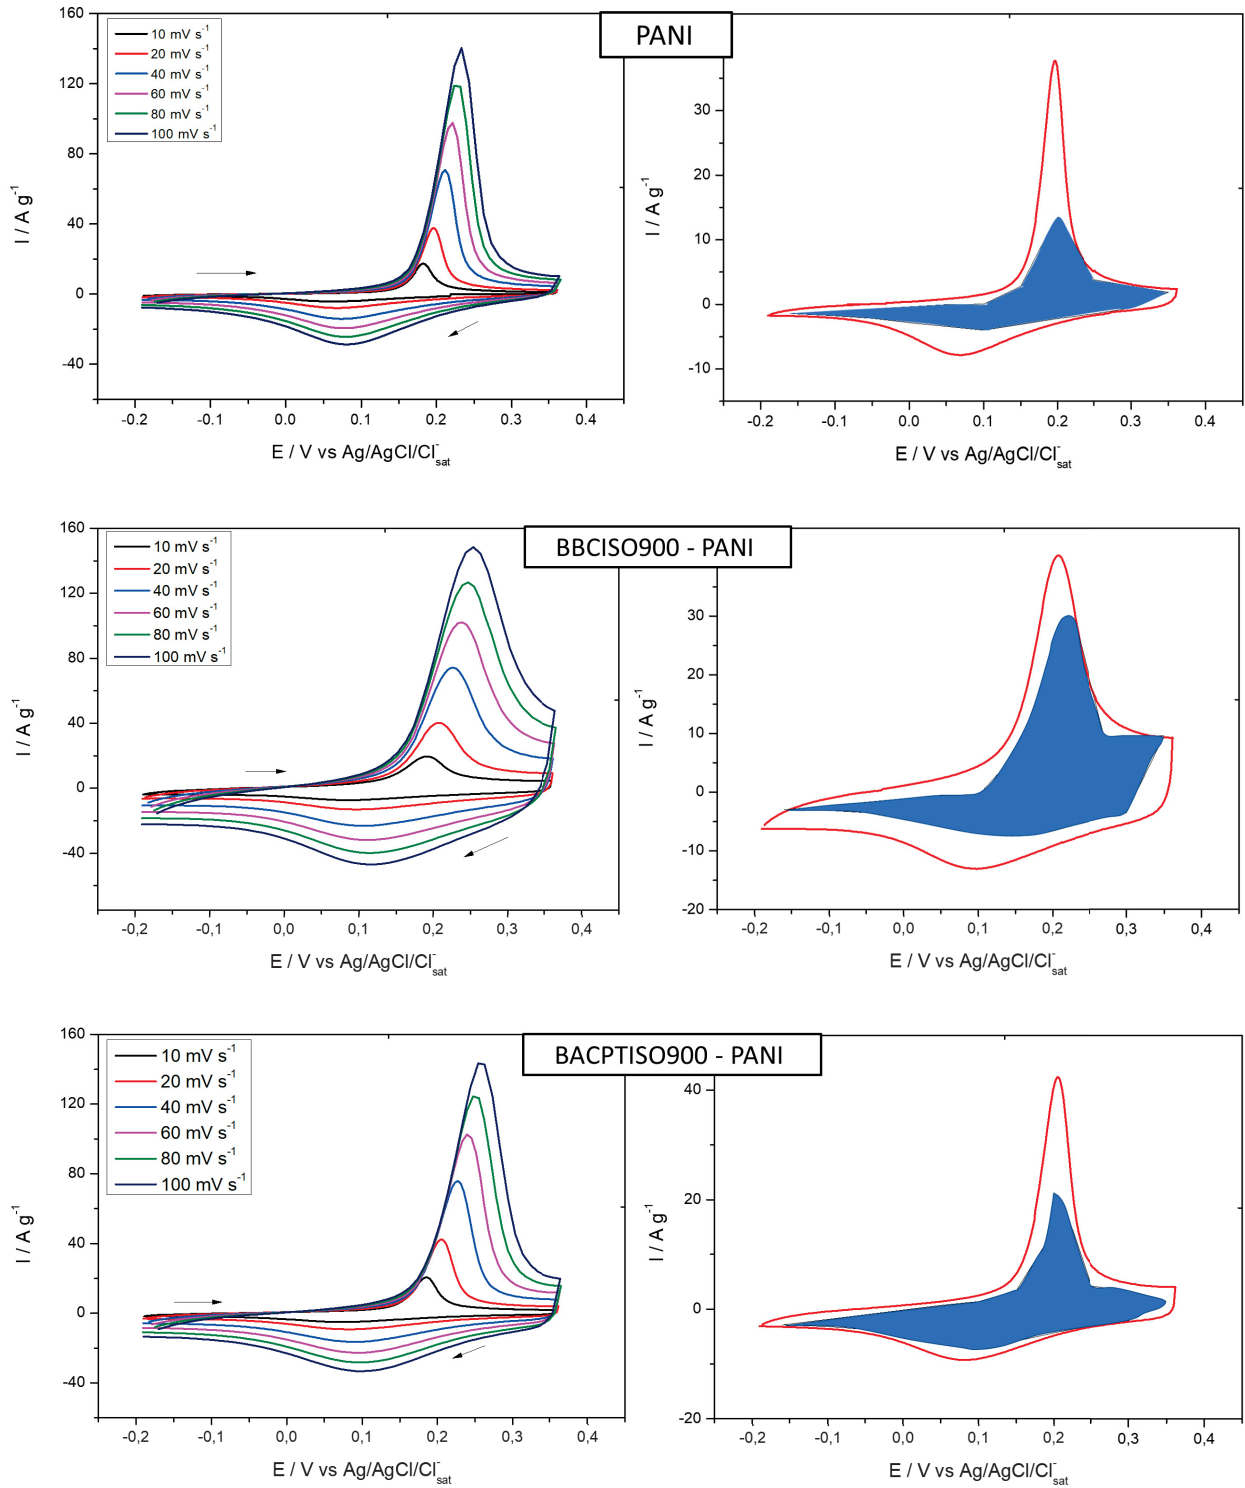 PANI
160
120
80
40
0
-40
I / A g⁻¹
10 mV s⁻¹
20 mV s⁻¹
40 mV s⁻¹
60 mV s⁻¹
80 mV s⁻¹
100 mV s⁻¹
-0.2 -0.1 0.0 0.1 0.2 0.3 0.4
E / V vs Ag/AgCl/Cl⁻sat
30
20
10
0
-10
I / A g⁻¹
-0.2 -0.1 0.0 0.1 0.2 0.3 0.4
E / V vs Ag/AgCl/Cl⁻sat
BBCISO900 - PANI
160
120
80
40
0
-40
I / A g⁻¹
10 mV s⁻¹
20 mV s⁻¹
40 mV s⁻¹
60 mV s⁻¹
80 mV s⁻¹
100 mV s⁻¹
-0,2 -0,1 0,0 0,1 0,2 0,3 0,4
E / V vs Ag/AgCl/Cl⁻sat
30
20
10
0
-10
-20
I / A g⁻¹
-0,2 -0,1 0,0 0,1 0,2 0,3 0,4
E / V vs Ag/AgCl/Cl⁻sat
BACPTISO900 - PANI
160
120
80
40
0
-40
I / A g⁻¹
10 mV s⁻¹
20 mV s⁻¹
40 mV s⁻¹
60 mV s⁻¹
80 mV s⁻¹
100 mV s⁻¹
-0,2 -0,1 0,0 0,1 0,2 0,3 0,4
E / V vs Ag/AgCl/Cl⁻sat
40
20
0
-20
I / A g⁻¹
-0,2 -0,1 0,0 0,1 0,2 0,3 0,4
E / V vs Ag/AgCl/Cl⁻sat